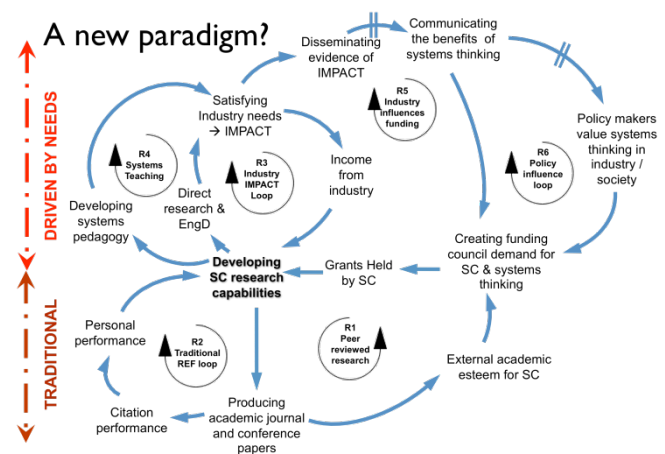 A new paradigm?
Disseminating
evidence of
IMPACT
Communicating
the benefits of
systems thinking
Satisfying
Industry needs
→ IMPACT
R5
Industry
influences
funding
Policy makers
value systems
thinking in
industry /
society
DRIVEN BY NEEDS
R4
Systems
Teaching
R3
Industry
IMPACT
Loop
Income
from
industry
R6
Policy
influence
loop
Developing
systems
pedagogy
Direct
research &
EngD
Developing
SC research
capabilities
Grants Held
by SC
Creating funding
council demand for
SC & systems
thinking
TRADITIONAL
Personal
performance
R2
Traditional
REF loop
R1
Peer
reviewed
research
External academic
esteem for SC
Citation
performance
Producing
academic journal
and conference
papers